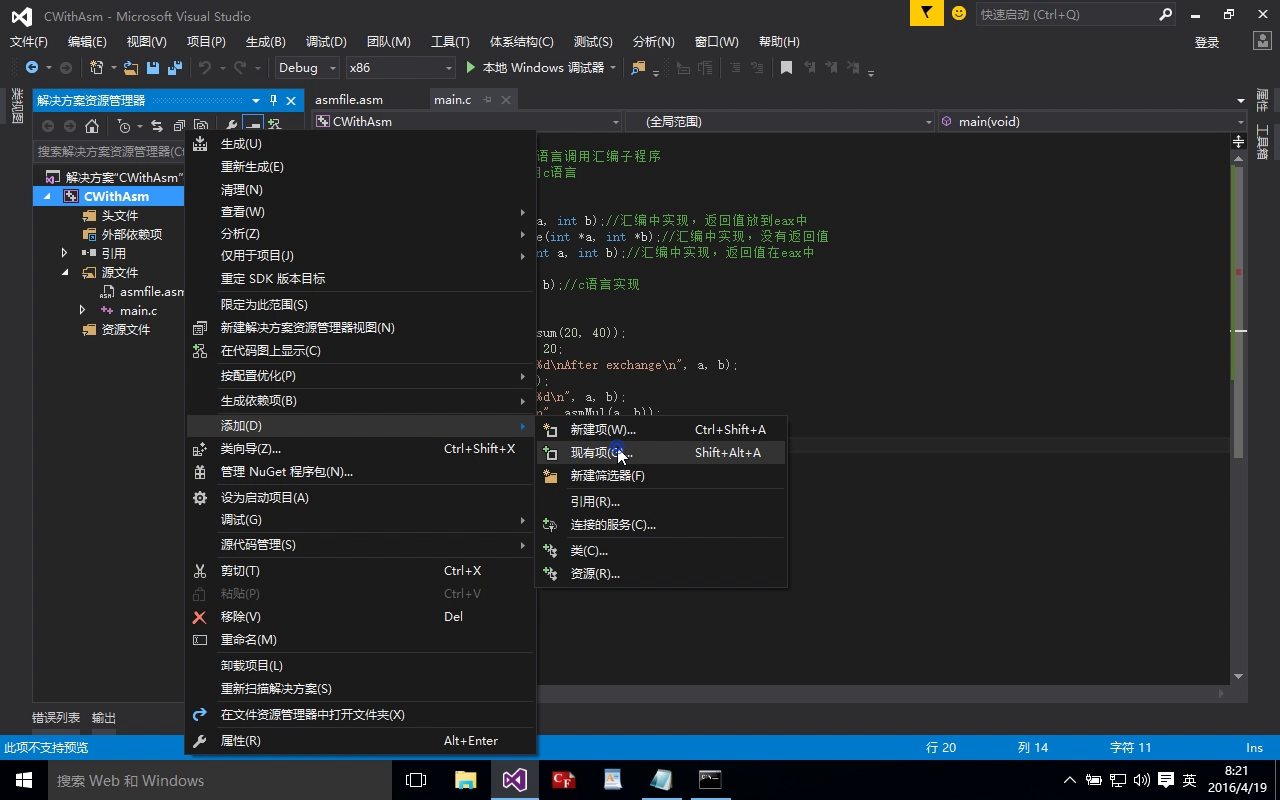 CWithAsm - Microsoft Visual Studio
快速启动 (Ctrl+Q)
文件(F) 编辑(E) 视图(V) 项目(P) 生成(B) 调试(D) 团队(M) 工具(T) 体系结构(C) 测试(S) 分析(N) 窗口(W) 帮助(H) 登录
Debug x86 本地 Windows 调试器
类视图
解决方案资源管理器
asmfile.asm main.c
属性
工具箱
CWithAsm (全局范围) main(void)
搜索解决方案资源管理器(Ct
解决方案"CWithAsm"
CWithAsm
头文件
外部依赖项
引用
源文件
asmfile.asm
main.c
资源文件
生成(U)
重新生成(E)
清理(N)
查看(W)
分析(Z)
仅用于项目(J)
重定 SDK 版本目标
限定为此范围(S)
新建解决方案资源管理器视图(N)
在代码图上显示(C)
按配置优化(P)
生成依赖项(B)
添加(D)
类向导(Z)... Ctrl+Shift+X
管理 NuGet 程序包(N)...
设为启动项目(A)
调试(G)
源代码管理(S)
剪切(T) Ctrl+X
粘贴(P) Ctrl+V
移除(V) Del
重命名(M)
卸载项目(L)
重新扫描解决方案(S)
在文件资源管理器中打开文件夹(X)
属性(R) Alt+Enter
语言调用汇编子程序
c语言
a, int b);//汇编中实现，返回值放到eax中
e(int *a, int *b);//汇编中实现，没有返回值
nt a, int b);//汇编中实现，返回值在eax中
b);//c语言实现
sum(20, 40));
20;
%d\nAfter exchange\n", a, b);
);
%d\n", a, b);
n", asmMul(a, b));
新建项(W)... Ctrl+Shift+A
现有项( Shift+Alt+A
新建筛选器(F)
引用(R)...
连接的服务(C)...
类(C)...
资源(R)...
错误列表 输出
此项不支持预览 行 20 列 14 字符 11 Ins
搜索 Web 和 Windows
英
8:21
2016/4/19